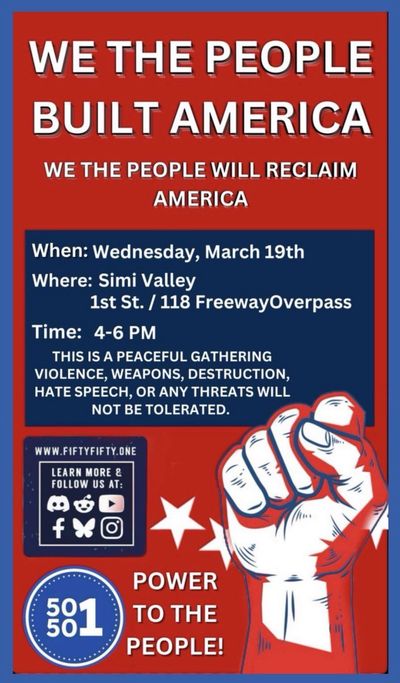 WE THE PEOPLE
BUILT AMERICA
WE THE PEOPLE WILL RECLAIM
AMERICA
When: Wednesday, March 19th
Where: Simi Valley
1st St. / 118 FreewayOverpass
Time: 4-6 PM
THIS IS A PEACEFUL GATHERING
VIOLENCE, WEAPONS, DESTRUCTION,
HATE SPEECH, OR ANY THREATS WILL
NOT BE TOLERATED.
WWW.FIFTYFIFTY.ONE
LEARN MORE &
FOLLOW US AT:
50
501
POWER
TO THE
PEOPLE!